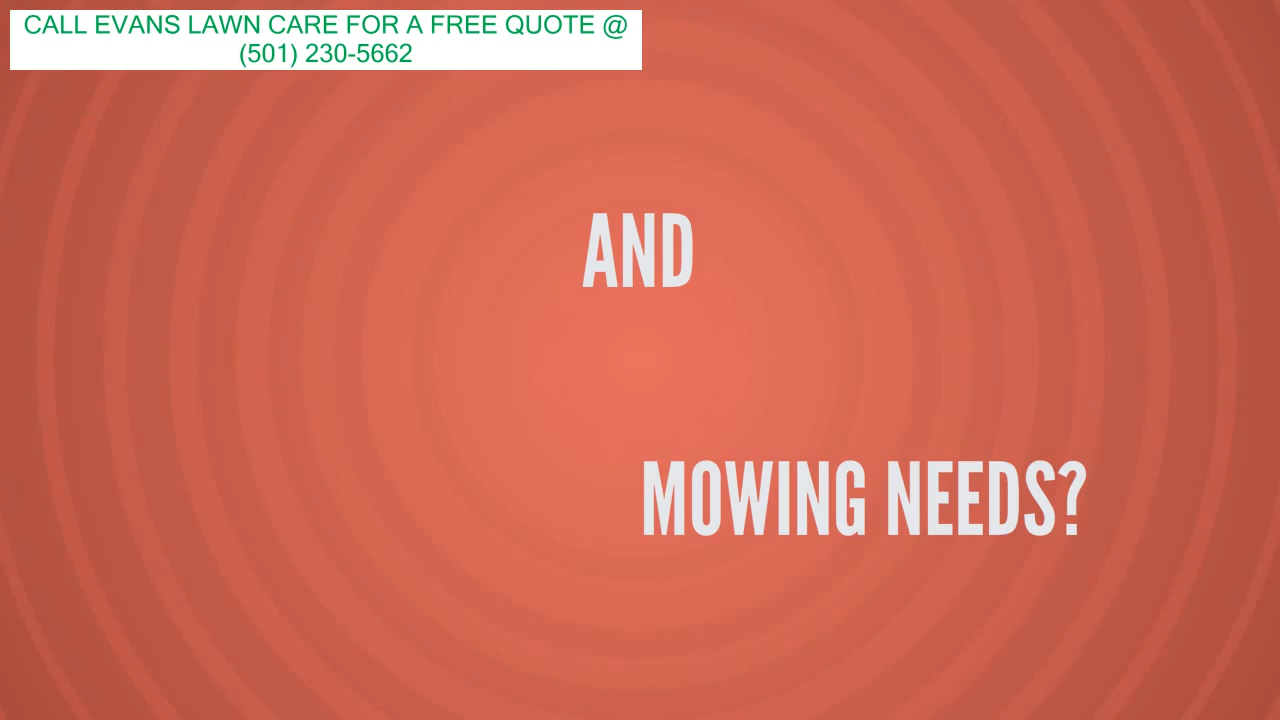 CALL EVANS LAWN CARE FOR A FREE QUOTE @
(501) 230-5662
AND
MOWING NEEDS?